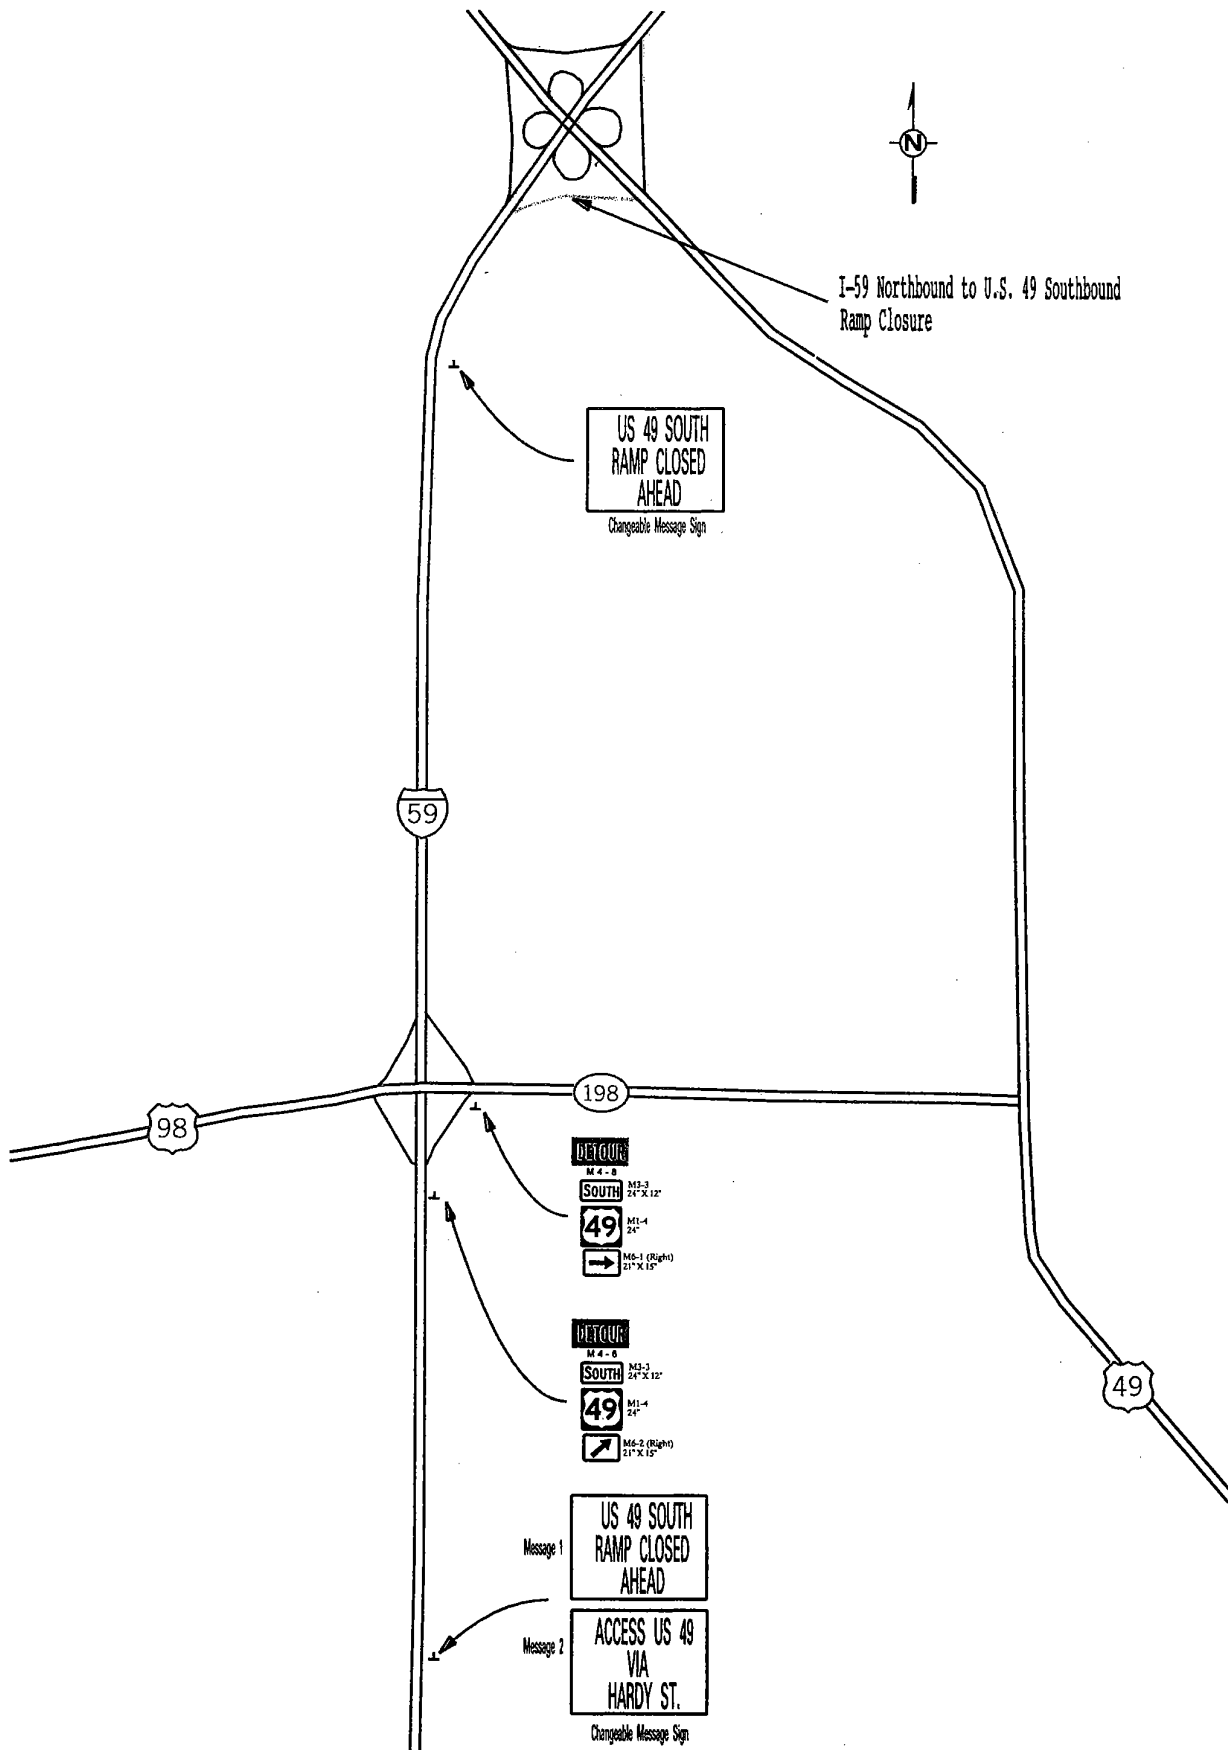 N
I-59 Northbound to U.S. 49 Southbound
Ramp Closure
US 49 SOUTH
RAMP CLOSED
AHEAD
Changeable Message Sign
59
198
98
DETOUR
M4-8
SOUTH
M3-3
24" X 12"
49
M1-4
24"
M6-1 (Right)
21" X 15"
DETOUR
M4-8
SOUTH
M3-3
24" X 12"
49
M1-4
24"
M6-2 (Right)
21" X 15"
49
Message 1
US 49 SOUTH
RAMP CLOSED
AHEAD
Message 2
ACCESS US 49
VIA
HARDY ST.
Changeable Message Sign